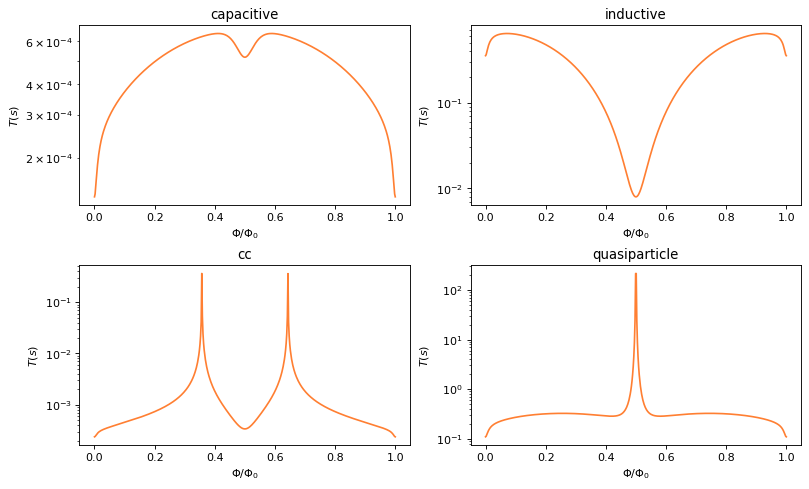 capacitive
6 × 10⁻⁴
4 × 10⁻⁴
3 × 10⁻⁴
2 × 10⁻⁴
T(s)
0.0 0.2 0.4 0.6 0.8 1.0
Φ/Φ₀
inductive
10⁻¹
10⁻²
T(s)
0.0 0.2 0.4 0.6 0.8 1.0
Φ/Φ₀
cc
10⁻¹
10⁻²
10⁻³
T(s)
0.0 0.2 0.4 0.6 0.8 1.0
Φ/Φ₀
quasiparticle
10²
10¹
10⁰
10⁻¹
T(s)
0.0 0.2 0.4 0.6 0.8 1.0
Φ/Φ₀